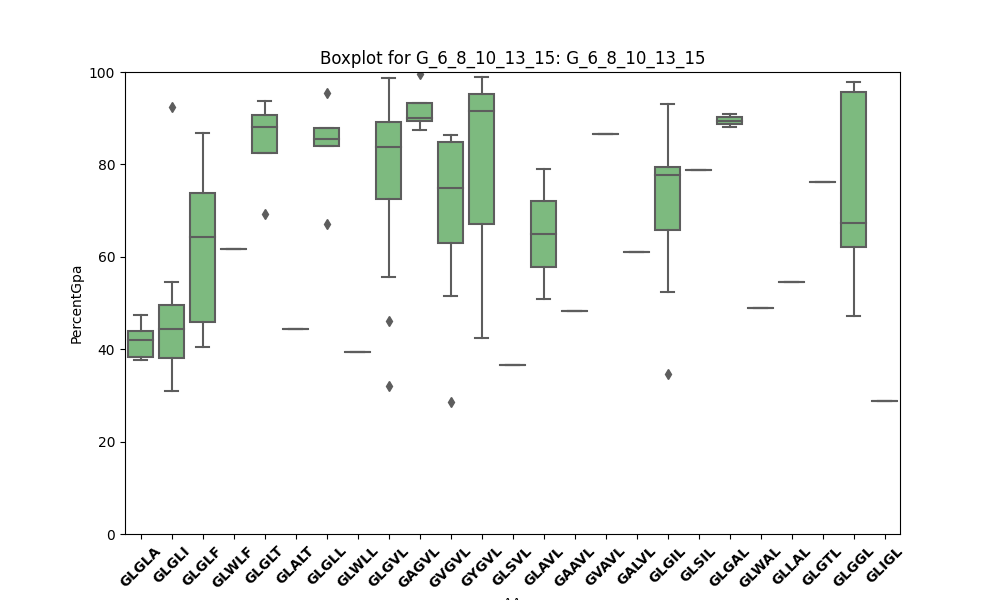 Boxplot for G_6_8_10_13_15: G_6_8_10_13_15
PercentGpa
100
80
60
40
20
0
GLGLA
GLGLI
GLGLF
GLWLF
GLGLT
GLALT
GLGLL
GLWLL
GLGVL
GAGVL
GVGVL
GYGVL
GLSVL
GLAVL
GAAVL
GVAVL
GALVL
GLGIL
GLSIL
GLGAL
GLWAL
GLLAL
GLGTL
GLGGL
GLIGL